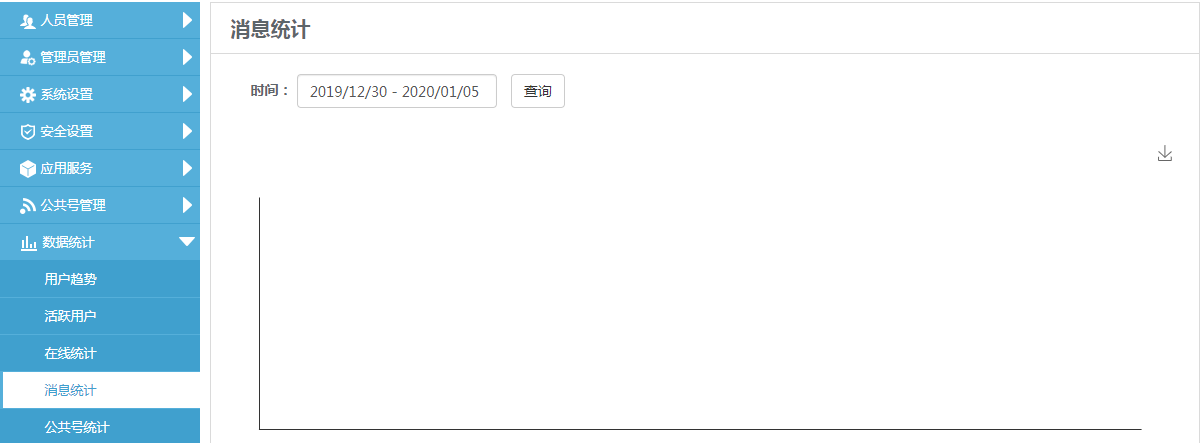 人员管理
管理员管理
系统设置
安全设置
应用服务
公共号管理
数据统计
用户趋势
活跃用户
在线统计
消息统计
公共号统计
消息统计
时间： 2019/12/30 - 2020/01/05 查询